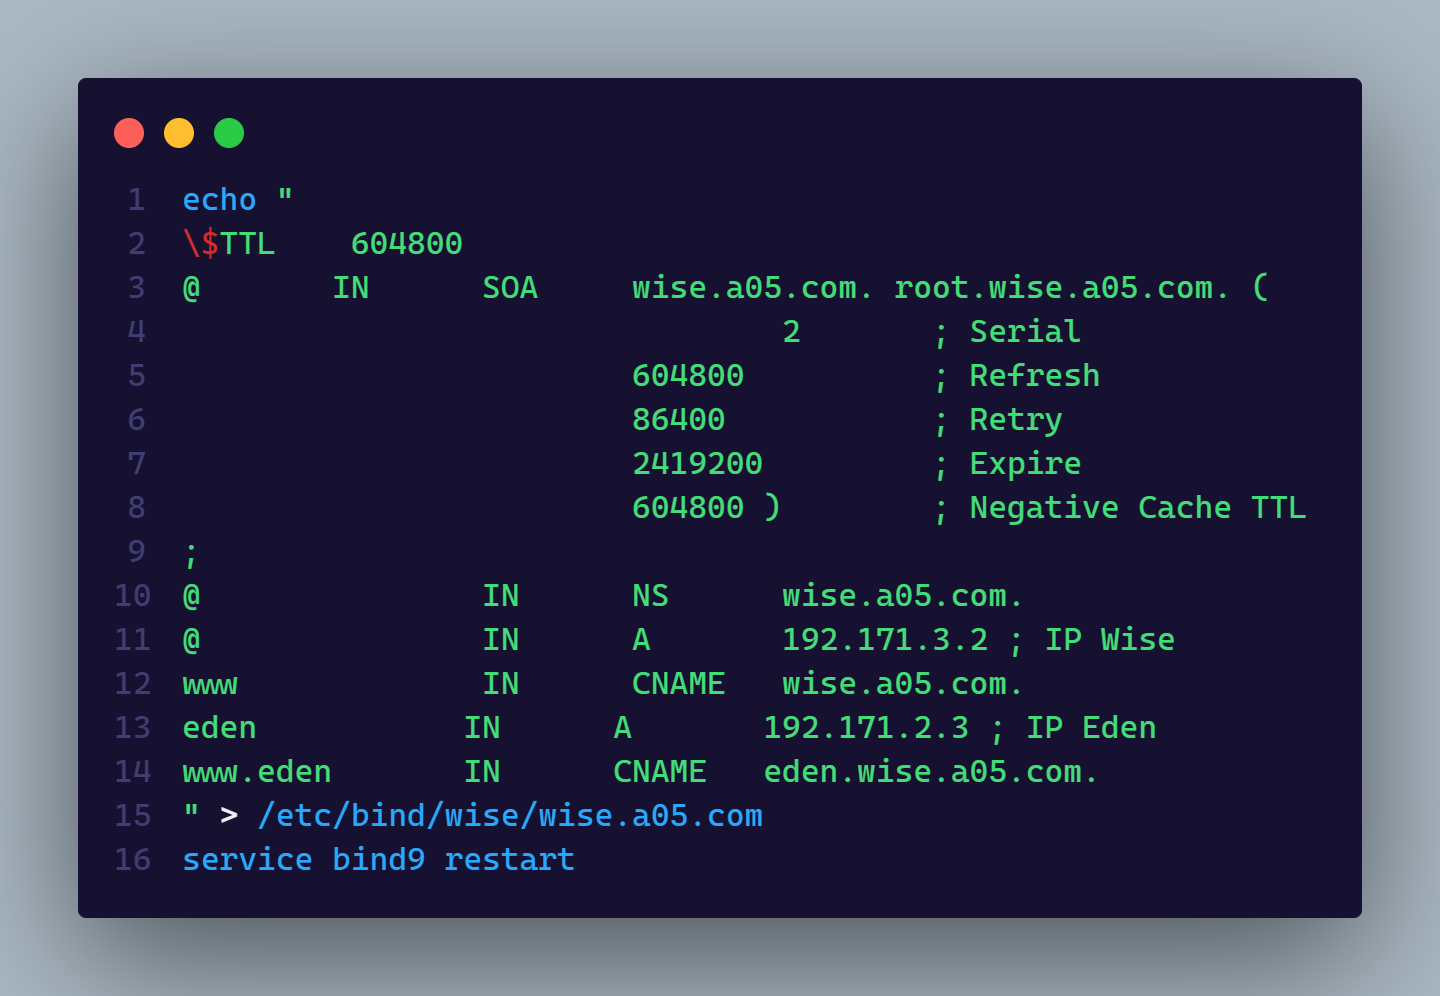 1 echo "
2 \$TTL    604800
3 @       IN      SOA     wise.a05.com. root.wise.a05.com. (
4                                 2       ; Serial
5                         604800          ; Refresh
6                         86400           ; Retry
7                         2419200         ; Expire
8                         604800 )        ; Negative Cache TTL
9 ;
10 @               IN      NS      wise.a05.com.
11 @               IN      A       192.171.3.2 ; IP Wise
12 www             IN      CNAME   wise.a05.com.
13 eden           IN      A       192.171.2.3 ; IP Eden
14 www.eden       IN      CNAME   eden.wise.a05.com.
15 " > /etc/bind/wise/wise.a05.com
16 service bind9 restart